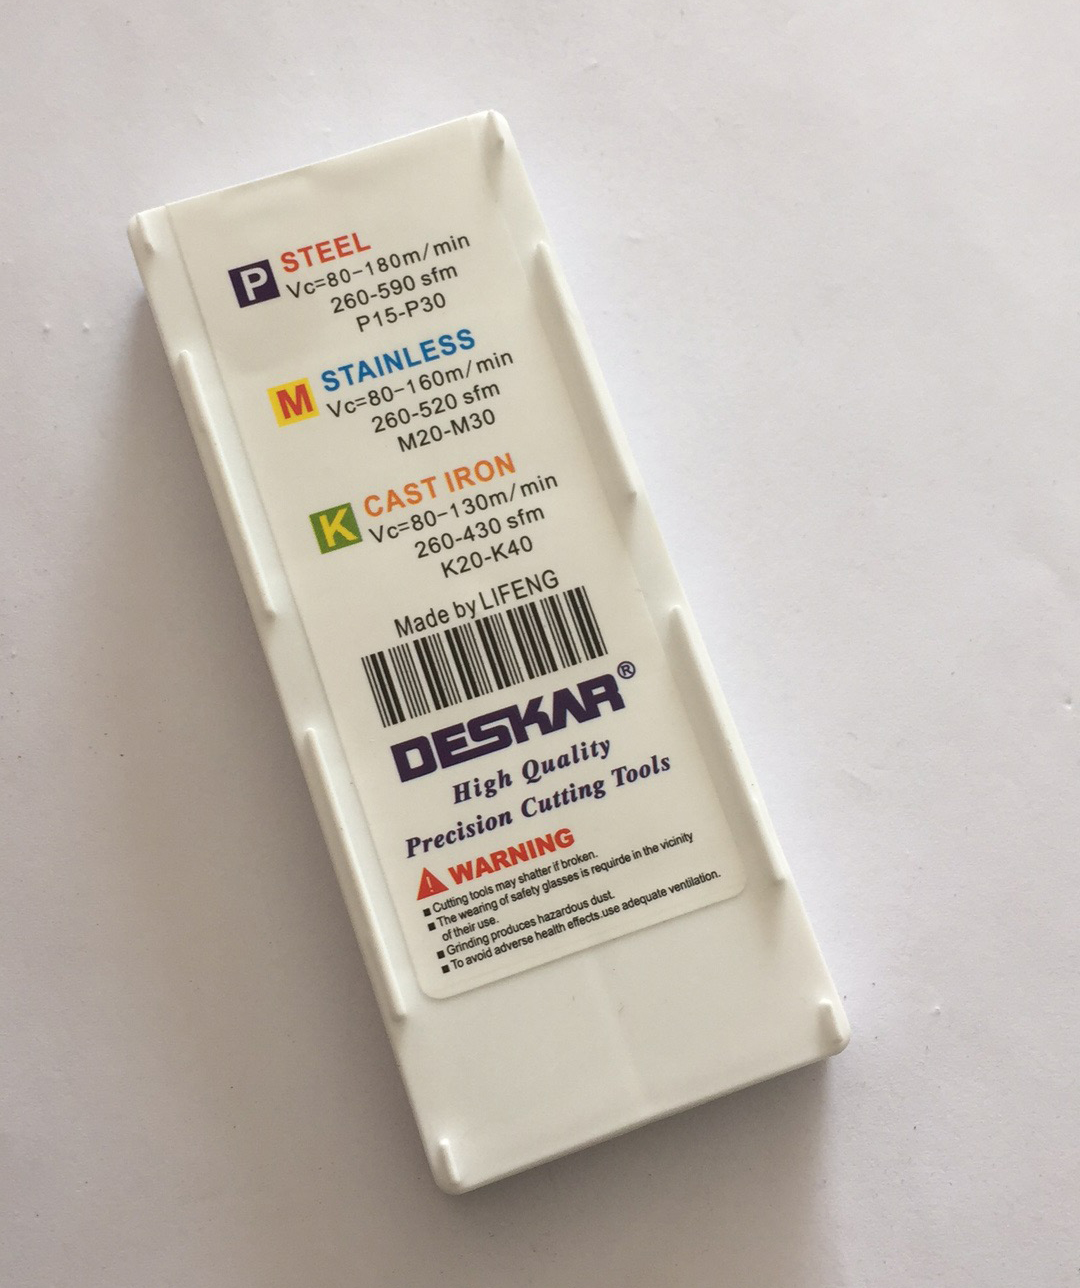 P STEEL
Vc=80-180m/min
260-590 sfm
P15-P30
M STAINLESS
Vc=80-160m/min
260-520 sfm
M20-M30
K CAST IRON
Vc=80-130m/min
260-430 sfm
K20-K40
Made by LIFENG
DESKAR®
High Quality
Precision Cutting Tools
WARNING
■ Cutting tools may shatter if broken.
■ The wearing of safety glasses is requirde in the vicinity
of their use.
■ Grinding produces hazardous dust.
■ To avoid adverse health effects.use adequate ventilation.